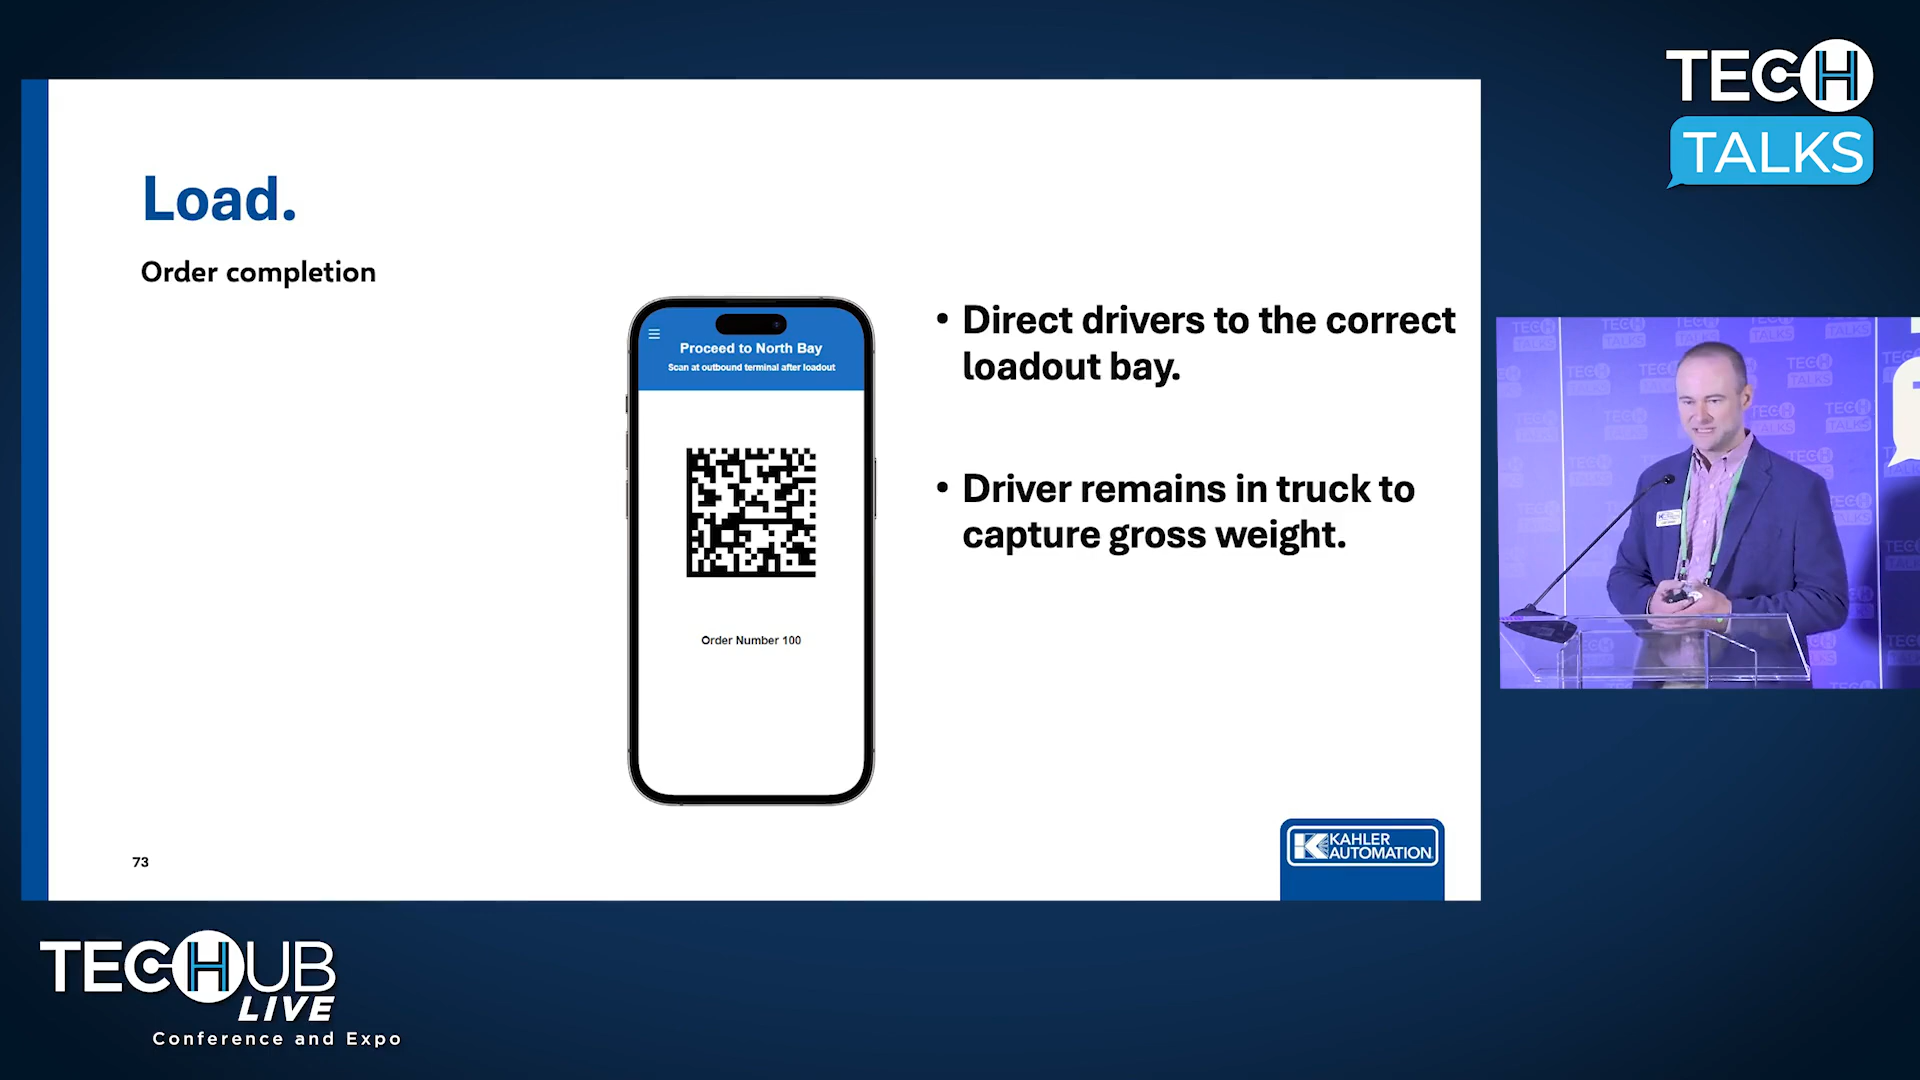 TECH
TALKS
Load.
Order completion
Proceed to North Bay
Scan at outbound terminal after loadout
Order Number 100
• Direct drivers to the correct
loadout bay.
• Driver remains in truck to
capture gross weight.
73
KAHLER
AUTOMATION
TECHUB
LIVE
Conference and Expo
TECH
TALKS